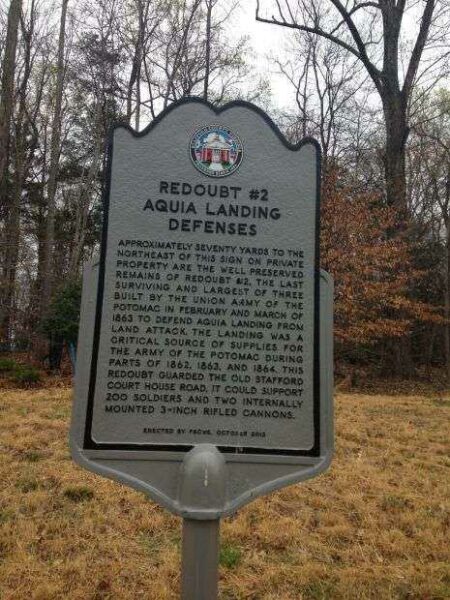 REDOUBT #2
AQUIA LANDING
DEFENSES
APPROXIMATELY SEVENTY YARDS TO THE
NORTHEAST OF THIS SIGN ON PRIVATE
PROPERTY ARE THE WELL PRESERVED
REMAINS OF REDOUBT #2, THE LAST
SURVIVING AND LARGEST OF THREE
BUILT BY THE UNION ARMY OF THE
POTOMAC IN FEBRUARY AND MARCH OF
1863 TO DEFEND AQUIA LANDING FROM
LAND ATTACK. THE LANDING WAS A
CRITICAL SOURCE OF SUPPLIES FOR
THE ARMY OF THE POTOMAC DURING
PARTS OF 1862, 1863, AND 1864. THIS
REDOUBT GUARDED THE OLD STAFFORD
COURT HOUSE ROAD. IT COULD SUPPORT
200 SOLDIERS AND TWO INTERNALLY
MOUNTED 3-INCH RIFLED CANNONS.
ERECTED BY FSCWS, OCTOBER 2012